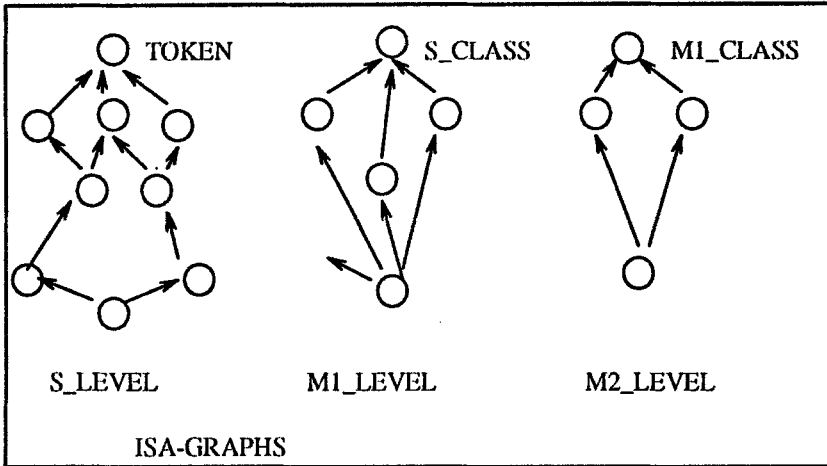 TOKEN
S_CLASS
M1_CLASS
S_LEVEL
M1_LEVEL
M2_LEVEL
ISA-GRAPHS